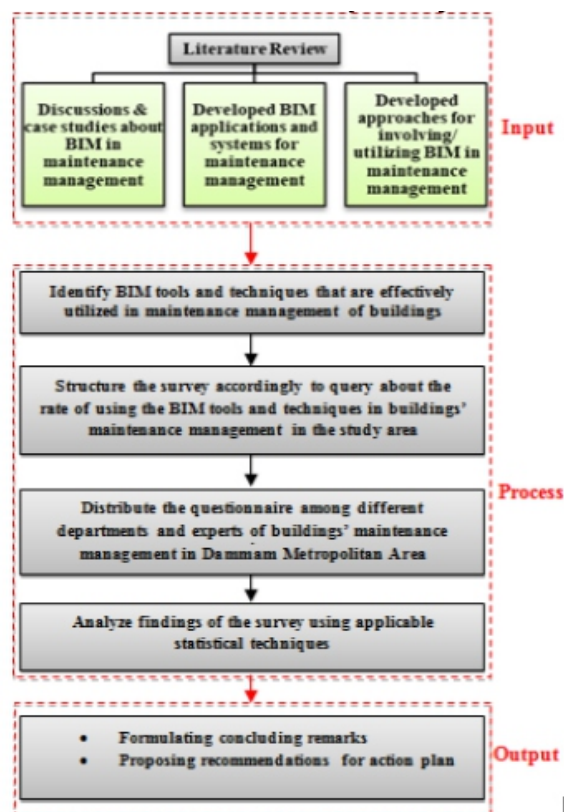 Literature Review
Discussions &
case studies about
BIM in
maintenance
management
Developed BIM
applications and
systems for
maintenance
management
Developed
approaches for
involving/
utilizing BIM in
maintenance
management
Input
Identify BIM tools and techniques that are effectively
utilized in maintenance management of buildings
Structure the survey accordingly to query about the
rate of using the BIM tools and techniques in buildings’
maintenance management in the study area
Distribute the questionnaire among different
departments and experts of buildings’ maintenance
management in Dammam Metropolitan Area
Process
Analyze findings of the survey using applicable
statistical techniques
• Formulating concluding remarks
• Proposing recommendations for action plan
Output